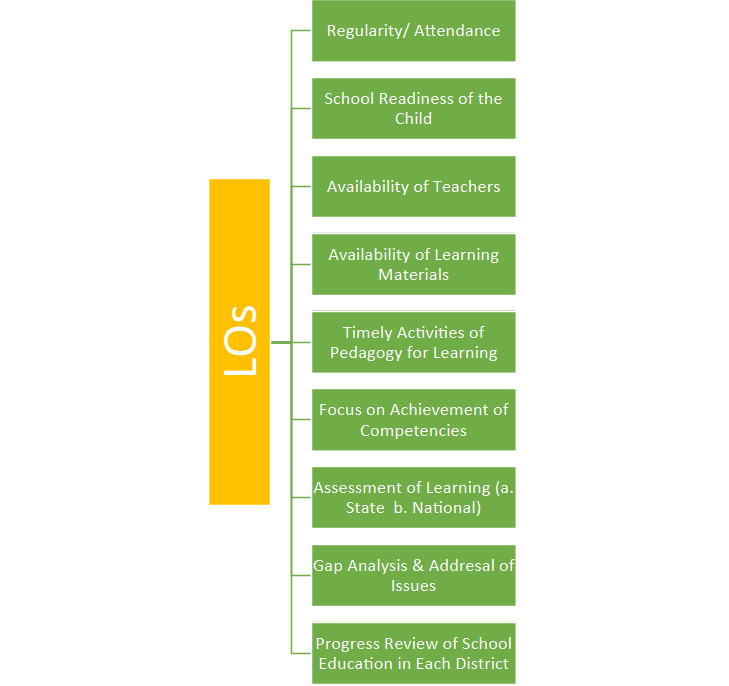 LOs
Regularity/ Attendance
School Readiness of the
Child
Availability of Teachers
Availability of Learning
Materials
Timely Activities of
Pedagogy for Learning
Focus on Achievement of
Competencies
Assessment of Learning (a.
State  b. National)
Gap Analysis & Addresal of
Issues
Progress Review of School
Education in Each District